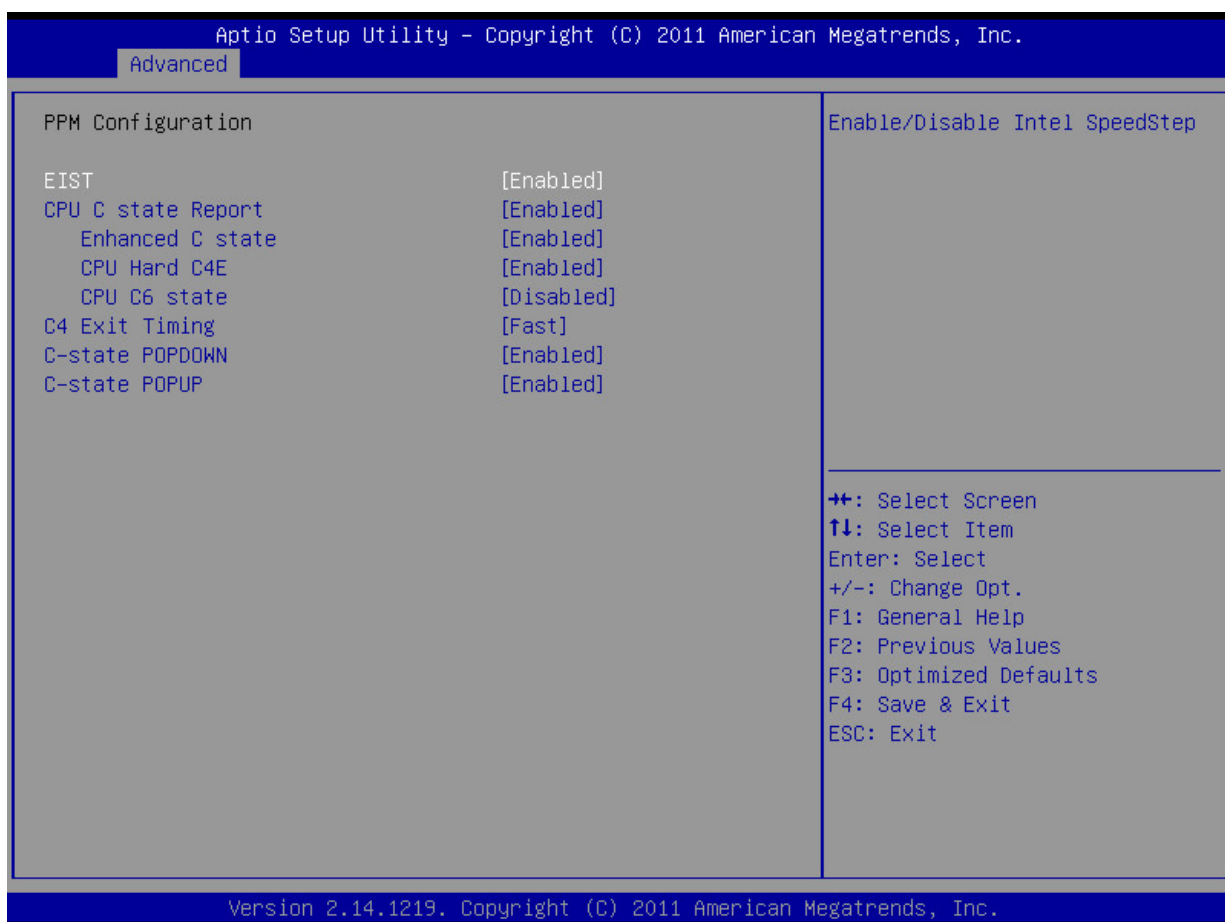 Aptio Setup Utility – Copyright (C) 2011 American Megatrends, Inc.
Advanced
PPM Configuration
EIST [Enabled]
CPU C state Report [Enabled]
Enhanced C state [Enabled]
CPU Hard C4E [Enabled]
CPU C6 state [Disabled]
C4 Exit Timing [Fast]
C-state POPDOWN [Enabled]
C-state POPUP [Enabled]
Enable/Disable Intel SpeedStep
→←: Select Screen
↑↓: Select Item
Enter: Select
+/-: Change Opt.
F1: General Help
F2: Previous Values
F3: Optimized Defaults
F4: Save & Exit
ESC: Exit
Version 2.14.1219. Copyright (C) 2011 American Megatrends, Inc.